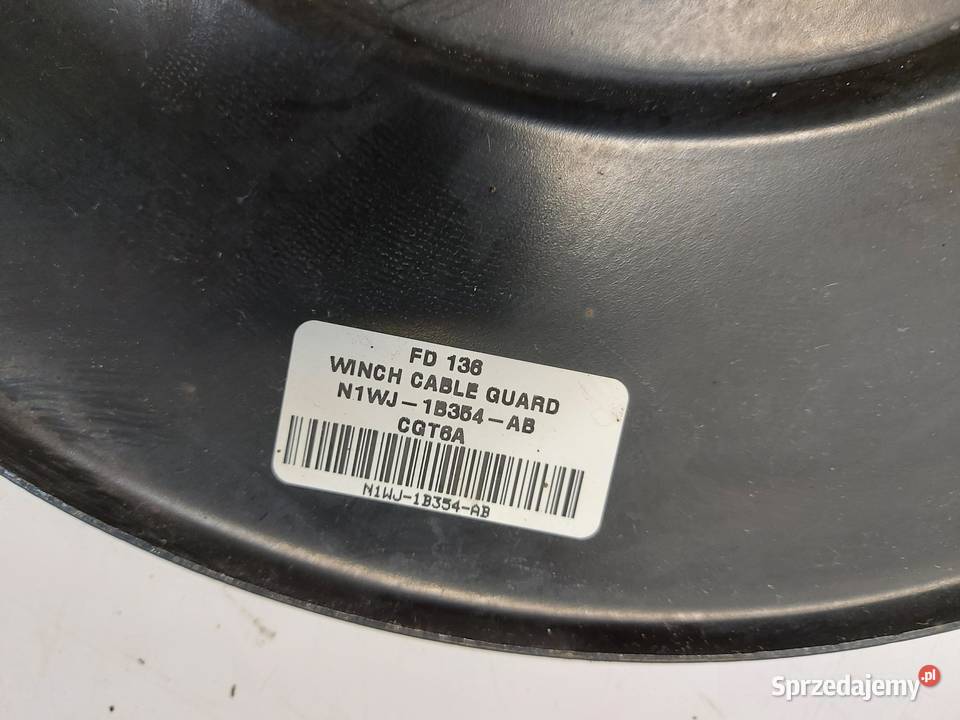 FD 136
WINCH CABLE GUARD
N1WJ-1B354-AB
CQT6A
N1WJ-1B354-AB
Sprzedajemy.pl